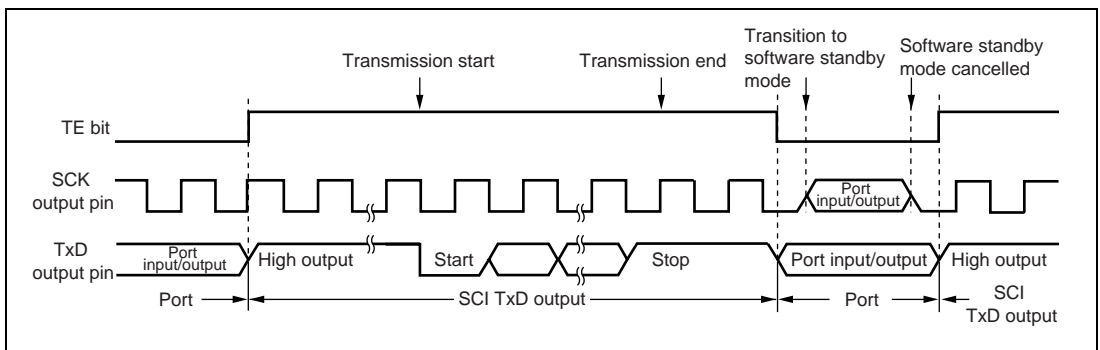 Transition to
software standby
mode
Software standby
mode cancelled
Transmission start
Transmission end
TE bit
SCK
output pin
Port
input/output
TxD
output pin
Port
input/output
High output
Start
Stop
Port input/output
High output
Port
SCI TxD output
Port
SCI
TxD output